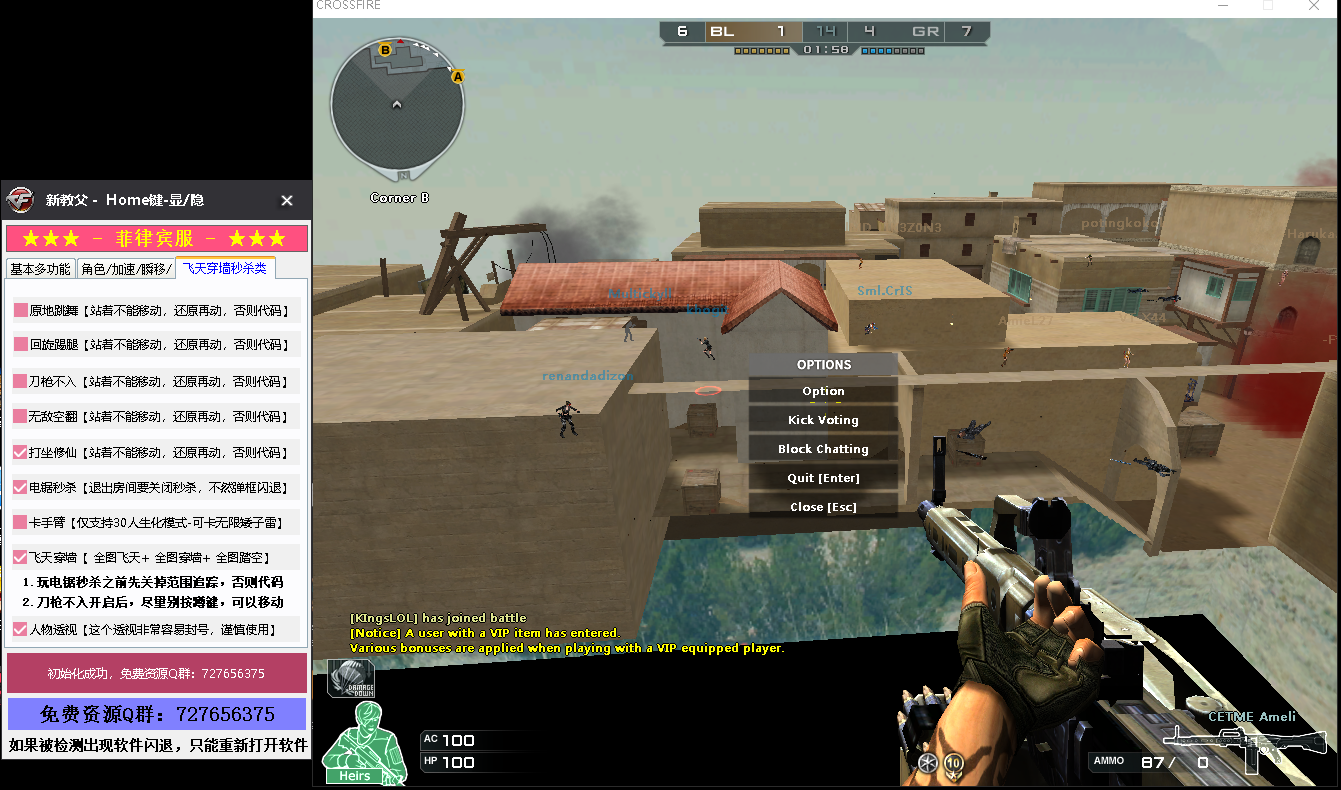 CROSSFIRE
6 BL 1 14 4 GR 7
01:58
B
A
N
Corner B
新教父 - Home键-显/隐
★★★ - 菲律宾服 - ★★★
基本多功能 角色/加速/瞬移/ 飞天穿墙秒杀类
原地跳舞【站着不能移动，还原再动，否则代码】
回旋踢腿【站着不能移动，还原再动，否则代码】
刀枪不入【站着不能移动，还原再动，否则代码】
无敌空翻【站着不能移动，还原再动，否则代码】
打坐修仙【站着不能移动，还原再动，否则代码】
电锯秒杀【退出房间要关闭秒杀，不然弹框闪退】
卡手臂【仅支持30人生化模式-可卡无限矮子雷】
飞天穿墙【 全图飞天+ 全图穿墙+ 全图踏空】
1.玩电锯秒杀之前先关掉范围追踪，否则代码
2.刀枪不入开启后，尽量别按蹲键，可以移动
人物透视【这个透视非常容易封号，谨慎使用】
初始化成功，免费资源Q群：727656375
免费资源Q群：727656375
如果被检测出现软件闪退，只能重新打开软件
Sml.CrIS
renandadizon
Haruka
OPTIONS
Option
Kick Voting
Block Chatting
Quit [Enter]
Close [Esc]
[KIngsLOL] has joined battle
[Notice] A user with a VIP item has entered.
Various bonuses are applied when playing with a VIP equipped player.
DAMAGE
DOWN
Heirs
AC 100
HP 100
10
CETME Ameli
AMMO 87/ 0